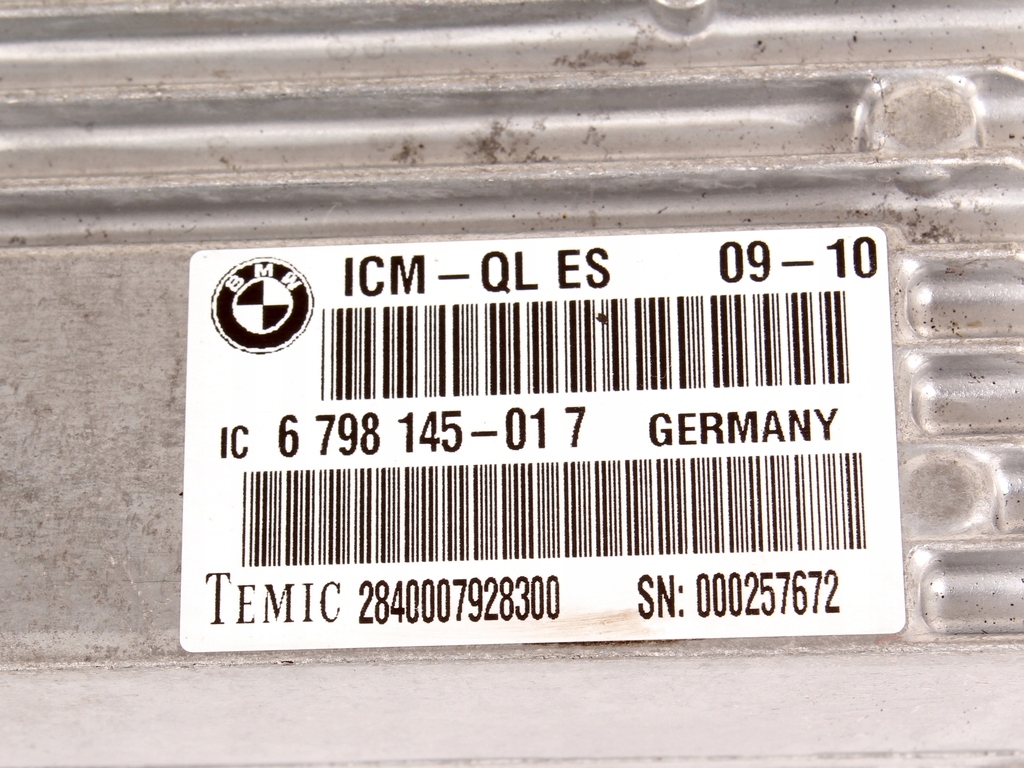 BMW
ICM – QL ES 09 – 10
IC 6 798 145 – 01 7 GERMANY
TEMIC 2840007928300 SN: 000257672